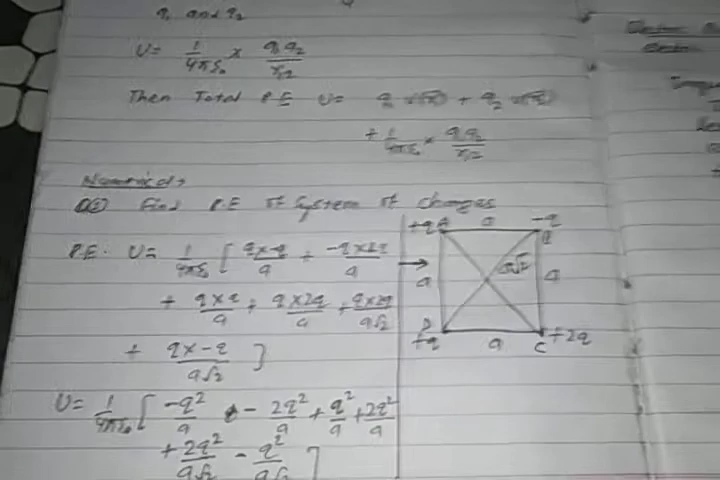 q₁ and q₂
U = 1/4πε₀ × q₁q₂/r₁₂
Then Total P.E U = q₁ v(r₁) + q₂ v(r₂)
+ 1/4πε₀ × q₁q₂/r₁₂
Numericals
Find P.E of System of charges
+q A a -q B
P.E. U = 1/4πε₀ [ q×-q/a + -q×2q/a
a a√2 a
+ q×q/a + q×2q/a + q×2q/a√2
D +q a C +2q
+ q×-q/a√2 ]
U = 1/4πε₀ [ -q²/a - 2q²/a + q²/a + 2q²/a
+ 2q²/a√2 - q²/a√2 ]